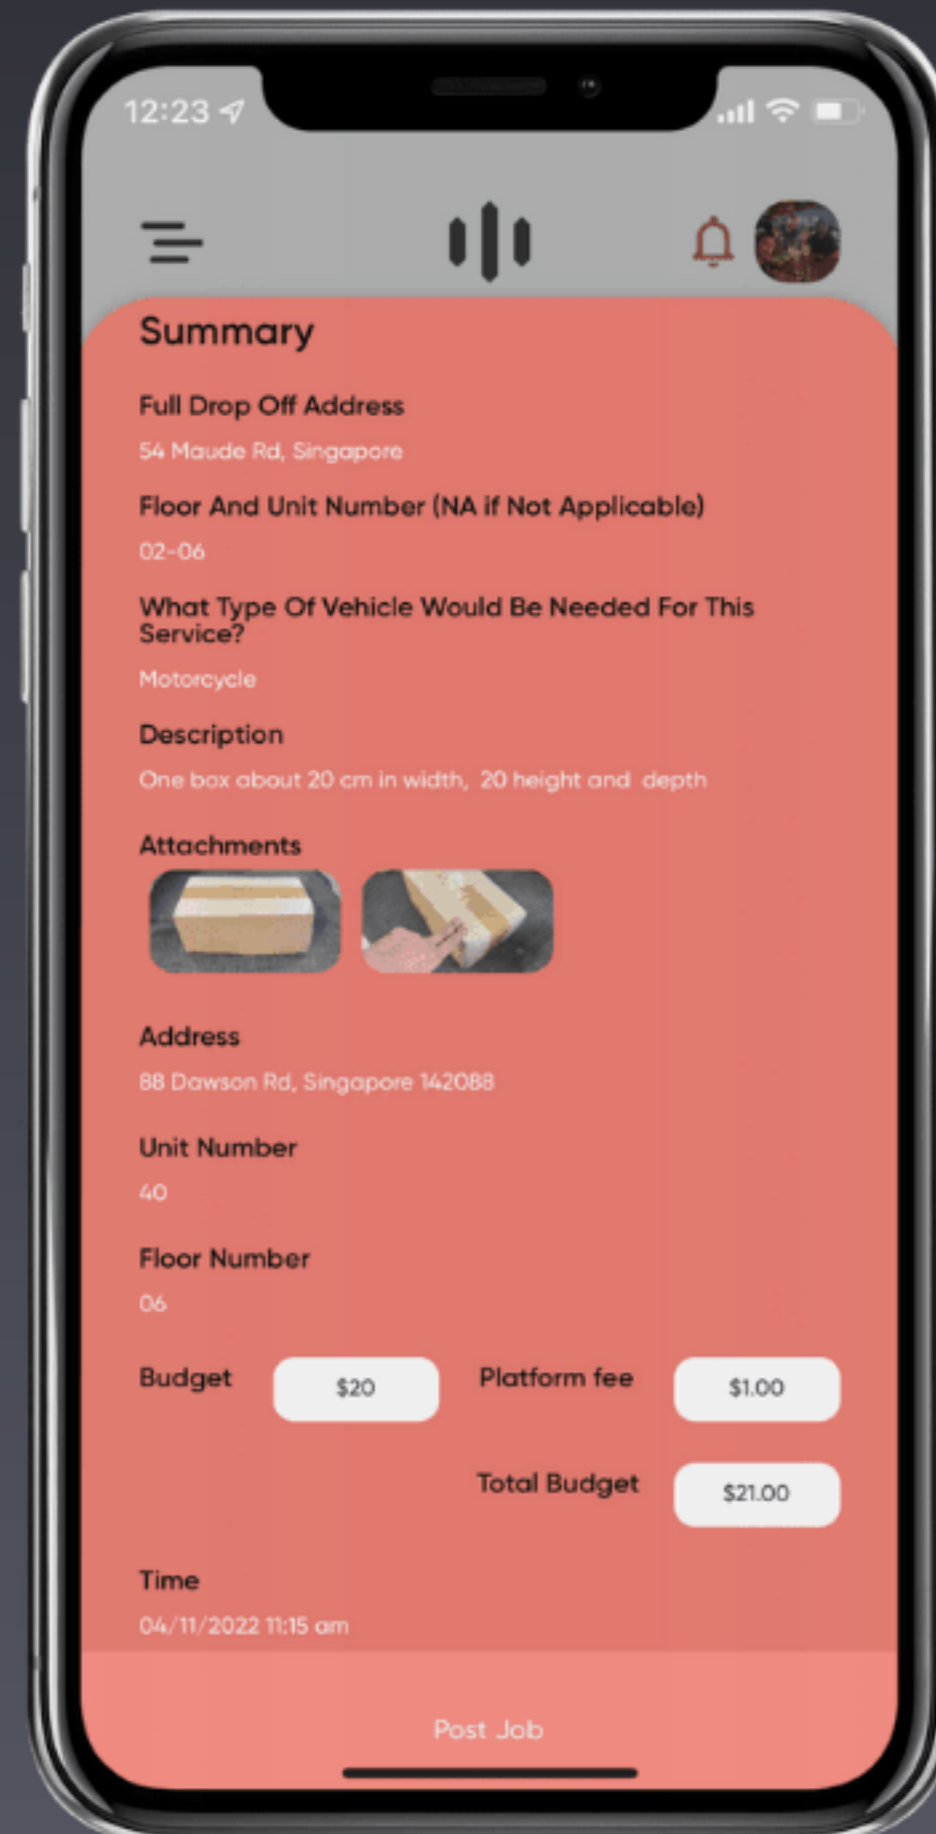 12:23
Summary
Full Drop Off Address
54 Maude Rd, Singapore
Floor And Unit Number (NA if Not Applicable)
02-06
What Type Of Vehicle Would Be Needed For This
Service?
Motorcycle
Description
One box about 20 cm in width,  20 height and  depth
Attachments
Address
88 Dawson Rd, Singapore 142088
Unit Number
40
Floor Number
06
Budget $20 Platform fee $1.00
Total Budget $21.00
Time
04/11/2022 11:15 am
Post Job